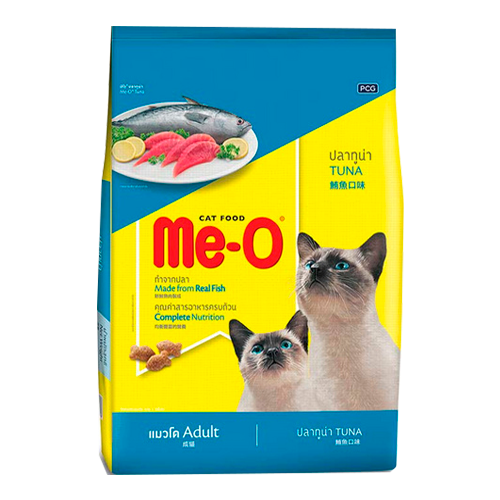 Me-O Tuna
PCG
ปลาทูน่า
TUNA
鮪魚口味
CAT FOOD
Me-O®
ทำจากปลา
Made from Real Fish
คุณค่าสารอาหารครบถ้วน
Complete Nutrition
แมวโต Adult
成貓
ปลาทูน่า TUNA
鮪魚口味